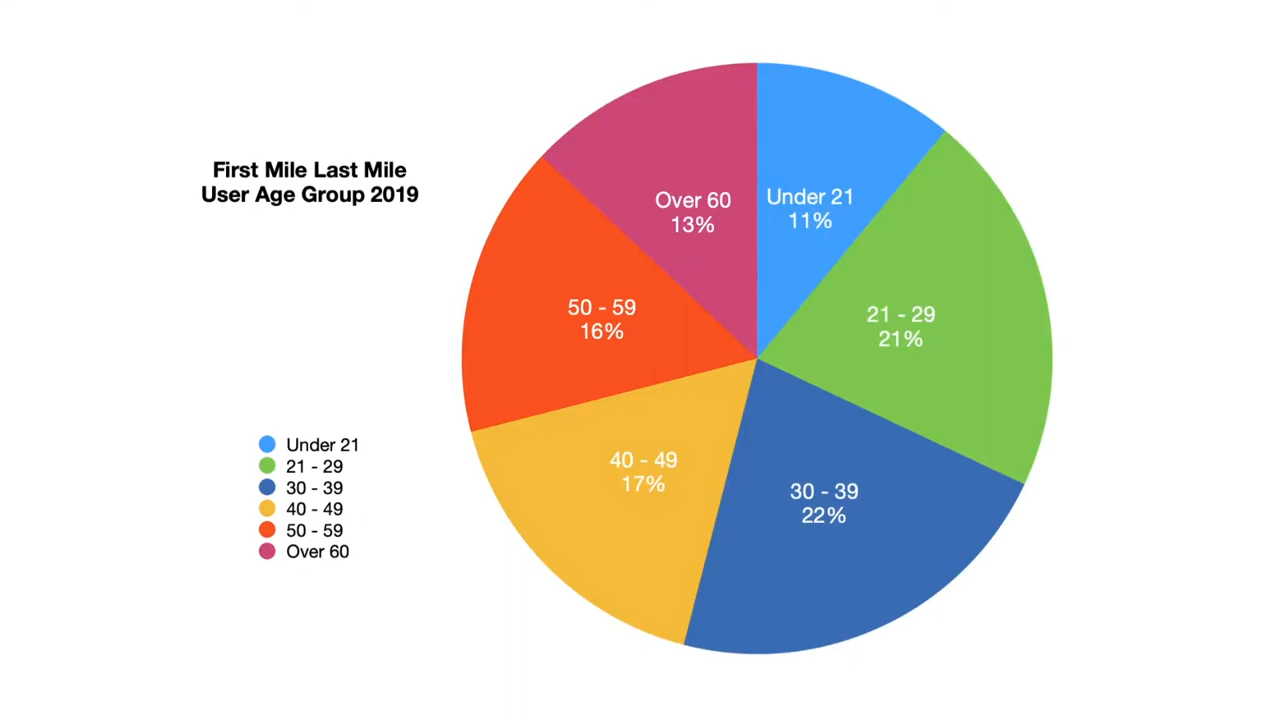 First Mile Last Mile
User Age Group 2019
Over 60
13%
Under 21
11%
50 - 59
16%
21 - 29
21%
40 - 49
17%
30 - 39
22%
Under 21
21 - 29
30 - 39
40 - 49
50 - 59
Over 60